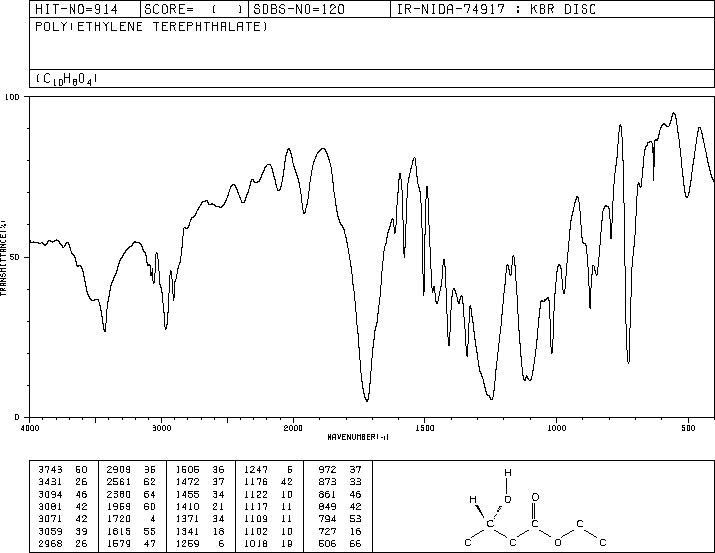 HIT-NO=914 SCORE= ( ) SDBS-NO=120 IR-NIDA-74917 : KBR DISC
POLY(ETHYLENE TEREPHTHALATE)
(C10H8O4)
100
50
0
TRANSMITTANCE(%)
4000 3000 2000 1500 1000 500
WAVENUMBER(-1)
3743 60 2909 36 1606 36 1247 6 972 37
3431 26 2561 62 1472 37 1176 42 873 33
3094 46 2380 64 1455 34 1122 10 861 46
3081 42 1969 60 1410 21 1117 11 849 42
3071 42 1720 4 1371 34 1109 11 794 53
3059 39 1615 55 1341 18 1102 10 727 16
2968 26 1579 47 1259 6 1018 19 506 66
H
H O O
C C O C
C C C